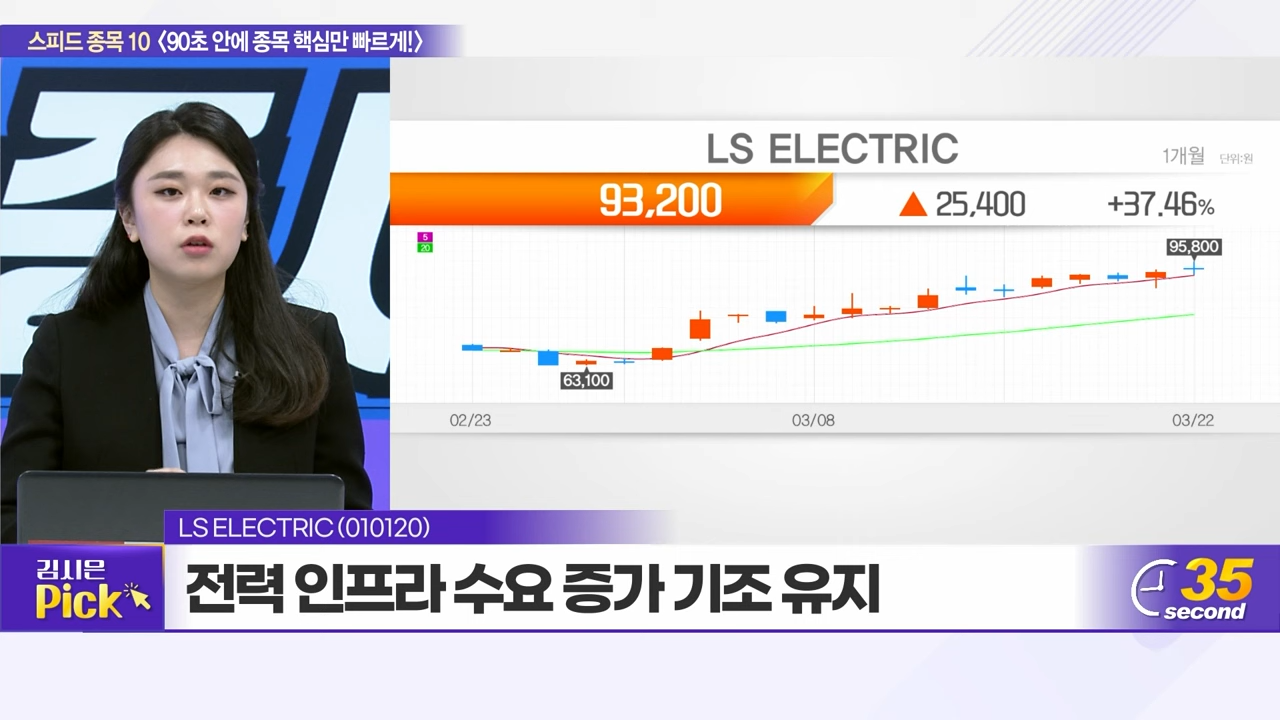 스피드 종목 10 〈90초 안에 종목 핵심만 빠르게!〉
LS ELECTRIC
1개월 단위:원
93,200 ▲ 25,400 +37.46%
5
20
95,800
63,100
02/23 03/08 03/22
LS ELECTRIC (010120)
김시은
Pick
전력 인프라 수요 증가 기조 유지
35
second